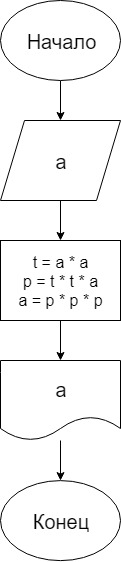 Начало
a
t = a * a
p = t * t * a
a = p * p * p
a
Конец